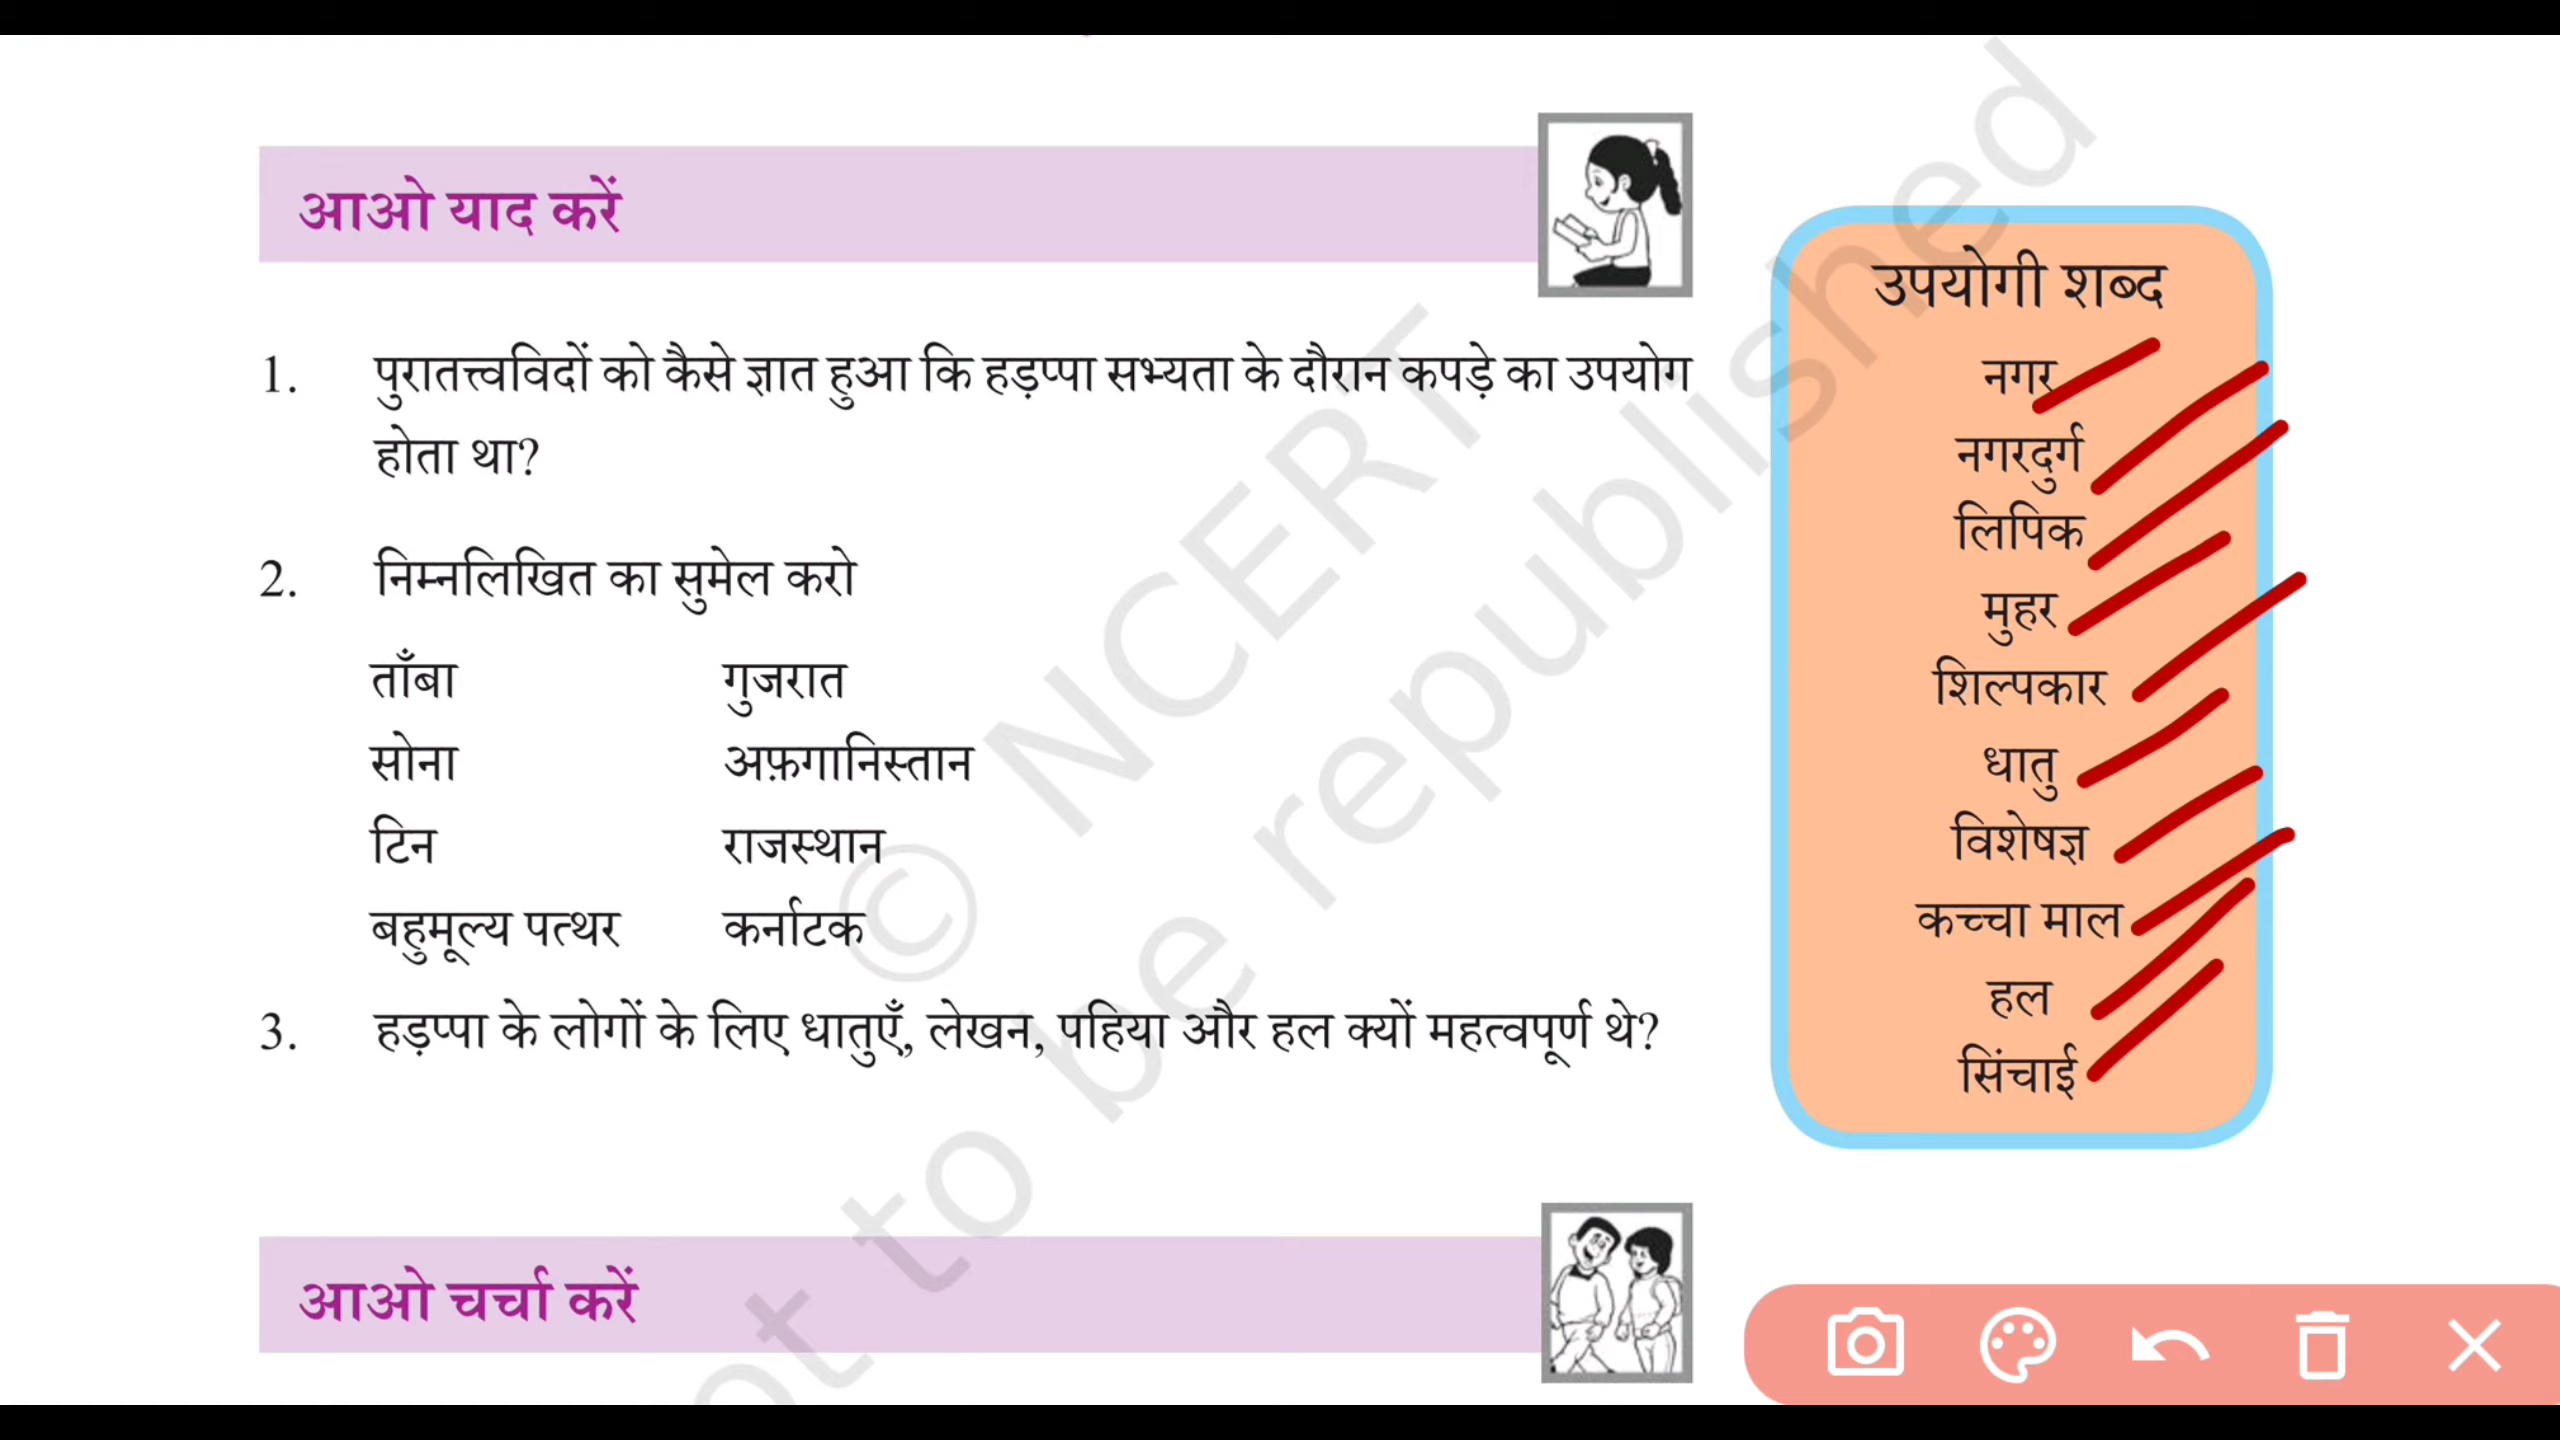 आओ याद करें
1. पुरातत्त्वविदों को कैसे ज्ञात हुआ कि हड़प्पा सभ्यता के दौरान कपड़े का उपयोग
होता था?
2. निम्नलिखित का सुमेल करो
ताँबा गुजरात
सोना अफ़गानिस्तान
टिन राजस्थान
बहुमूल्य पत्थर कर्नाटक
3. हड़प्पा के लोगों के लिए धातुएँ, लेखन, पहिया और हल क्यों महत्वपूर्ण थे?
आओ चर्चा करें
उपयोगी शब्द
नगर
नगरदुर्ग
लिपिक
मुहर
शिल्पकार
धातु
विशेषज्ञ
कच्चा माल
हल
सिंचाई
© NCERT
not to be republished